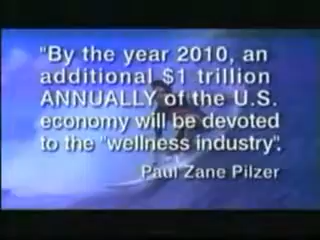 "By the year 2010, an
additional $1 trillion
ANNUALLY of the U.S.
economy will be devoted
to the "wellness industry".
Paul Zane Pilzer